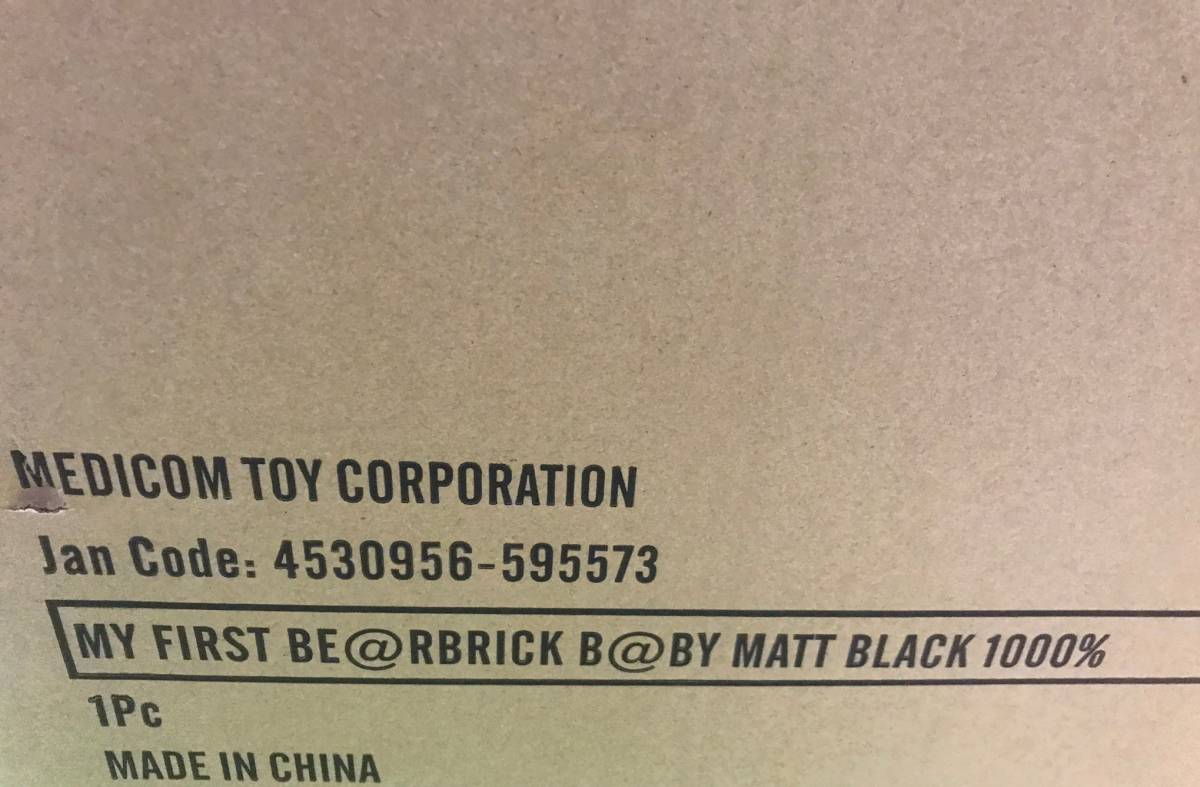 MEDICOM TOY CORPORATION
Jan Code: 4530956-595573
MY FIRST BE@RBRICK B@BY MATT BLACK 1000%
1Pc
MADE IN CHINA